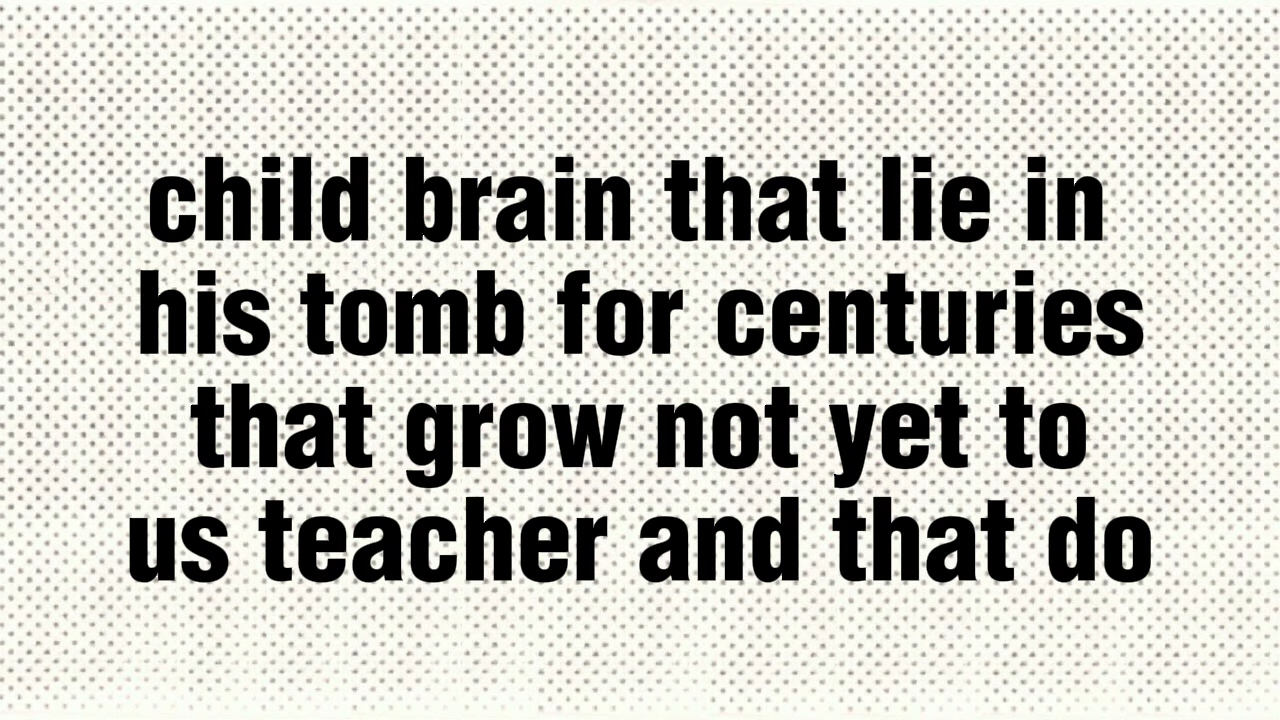 child brain that lie in
his tomb for centuries
that grow not yet to
us teacher and that do